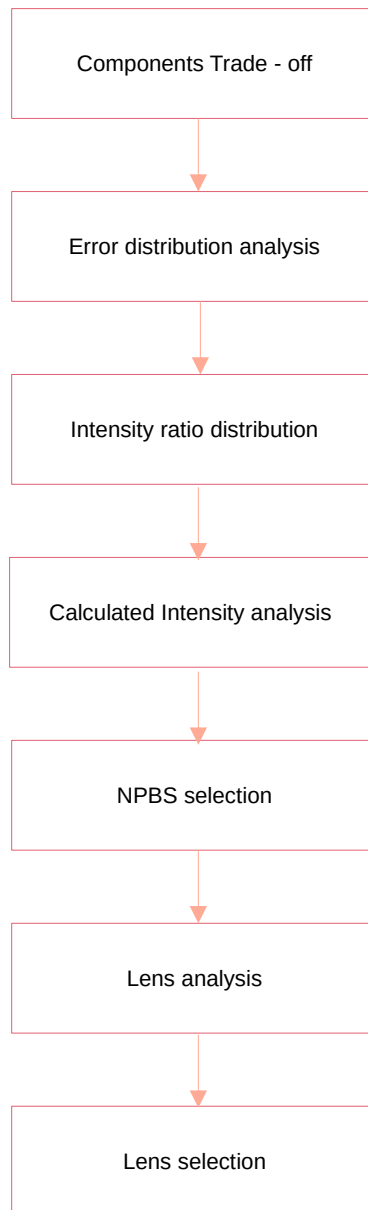 Components Trade - off
Error distribution analysis
Intensity ratio distribution
Calculated Intensity analysis
NPBS selection
Lens analysis
Lens selection